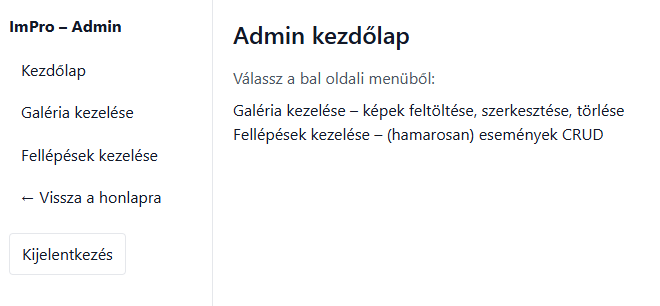 ImPro – Admin
Kezdőlap
Galéria kezelése
Fellépések kezelése
← Vissza a honlapra
Kijelentkezés
Admin kezdőlap
Válassz a bal oldali menüből:
Galéria kezelése – képek feltöltése, szerkesztése, törlése
Fellépések kezelése – (hamarosan) események CRUD